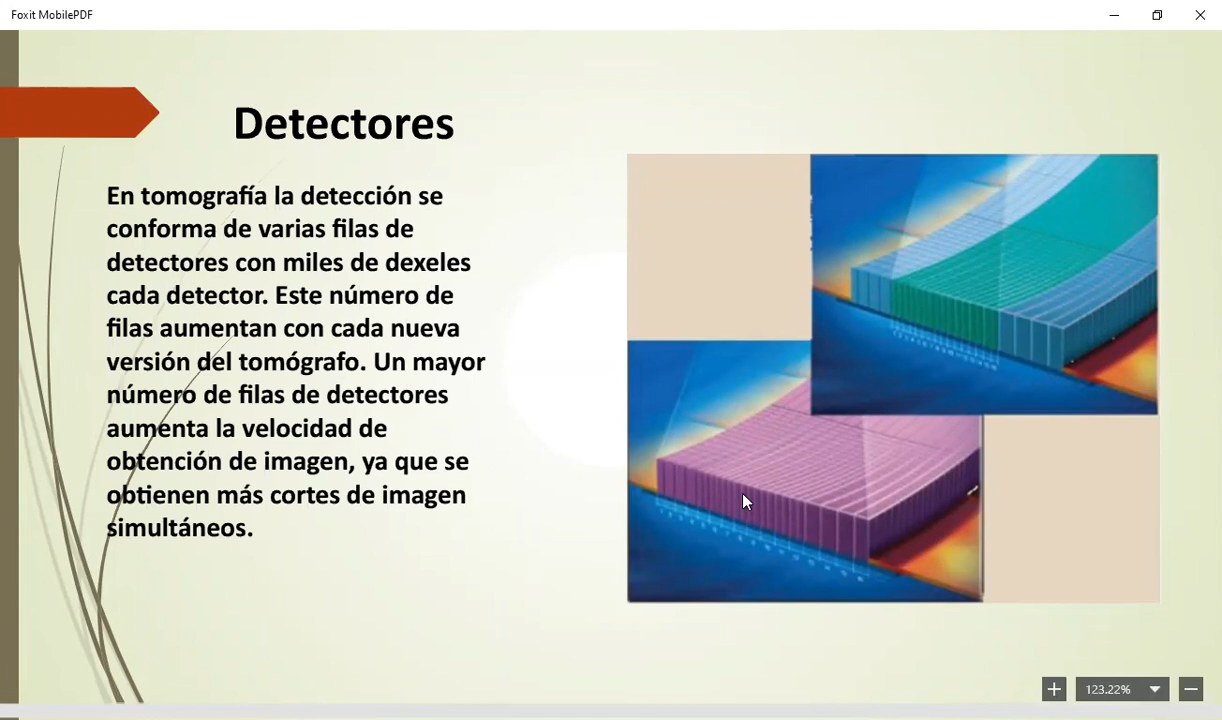 Foxit MobilePDF
Detectores
En tomografía la detección se
conforma de varias filas de
detectores con miles de dexeles
cada detector. Este número de
filas aumentan con cada nueva
versión del tomógrafo. Un mayor
número de filas de detectores
aumenta la velocidad de
obtención de imagen, ya que se
obtienen más cortes de imagen
simultáneos.
123.22%